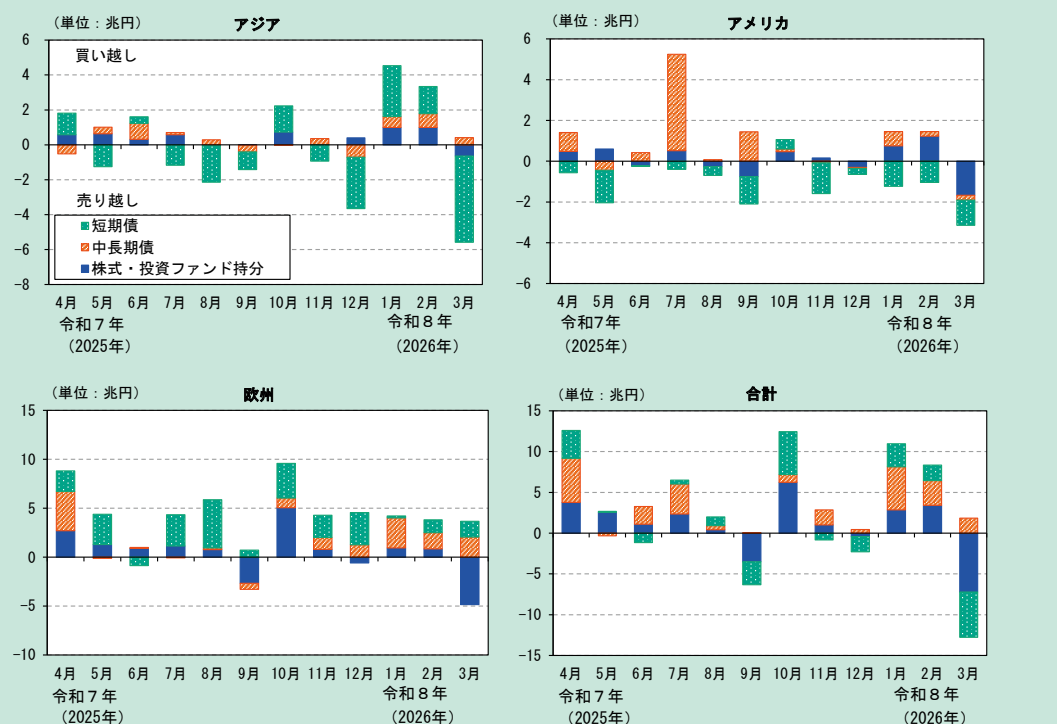 （単位：兆円）
アジア
6
4
2
0
-2
-4
-6
-8
買い越し
売り越し
短期債
中長期債
株式・投資ファンド持分
4月 5月 6月 7月 8月 9月 10月 11月 12月 1月 2月 3月
令和７年 令和８年
（2025年） （2026年）
（単位：兆円）
アメリカ
6
4
2
0
-2
-4
-6
4月 5月 6月 7月 8月 9月 10月 11月 12月 1月 2月 3月
令和7年 令和８年
（2025年） （2026年）
（単位：兆円）
欧州
15
10
5
0
-5
-10
4月 5月 6月 7月 8月 9月 10月 11月 12月 1月 2月 3月
令和７年 令和８年
（2025年） （2026年）
（単位：兆円）
合計
15
10
5
0
-5
-10
-15
4月 5月 6月 7月 8月 9月 10月 11月 12月 1月 2月 3月
令和７年 令和８年
（2025年） （2026年）